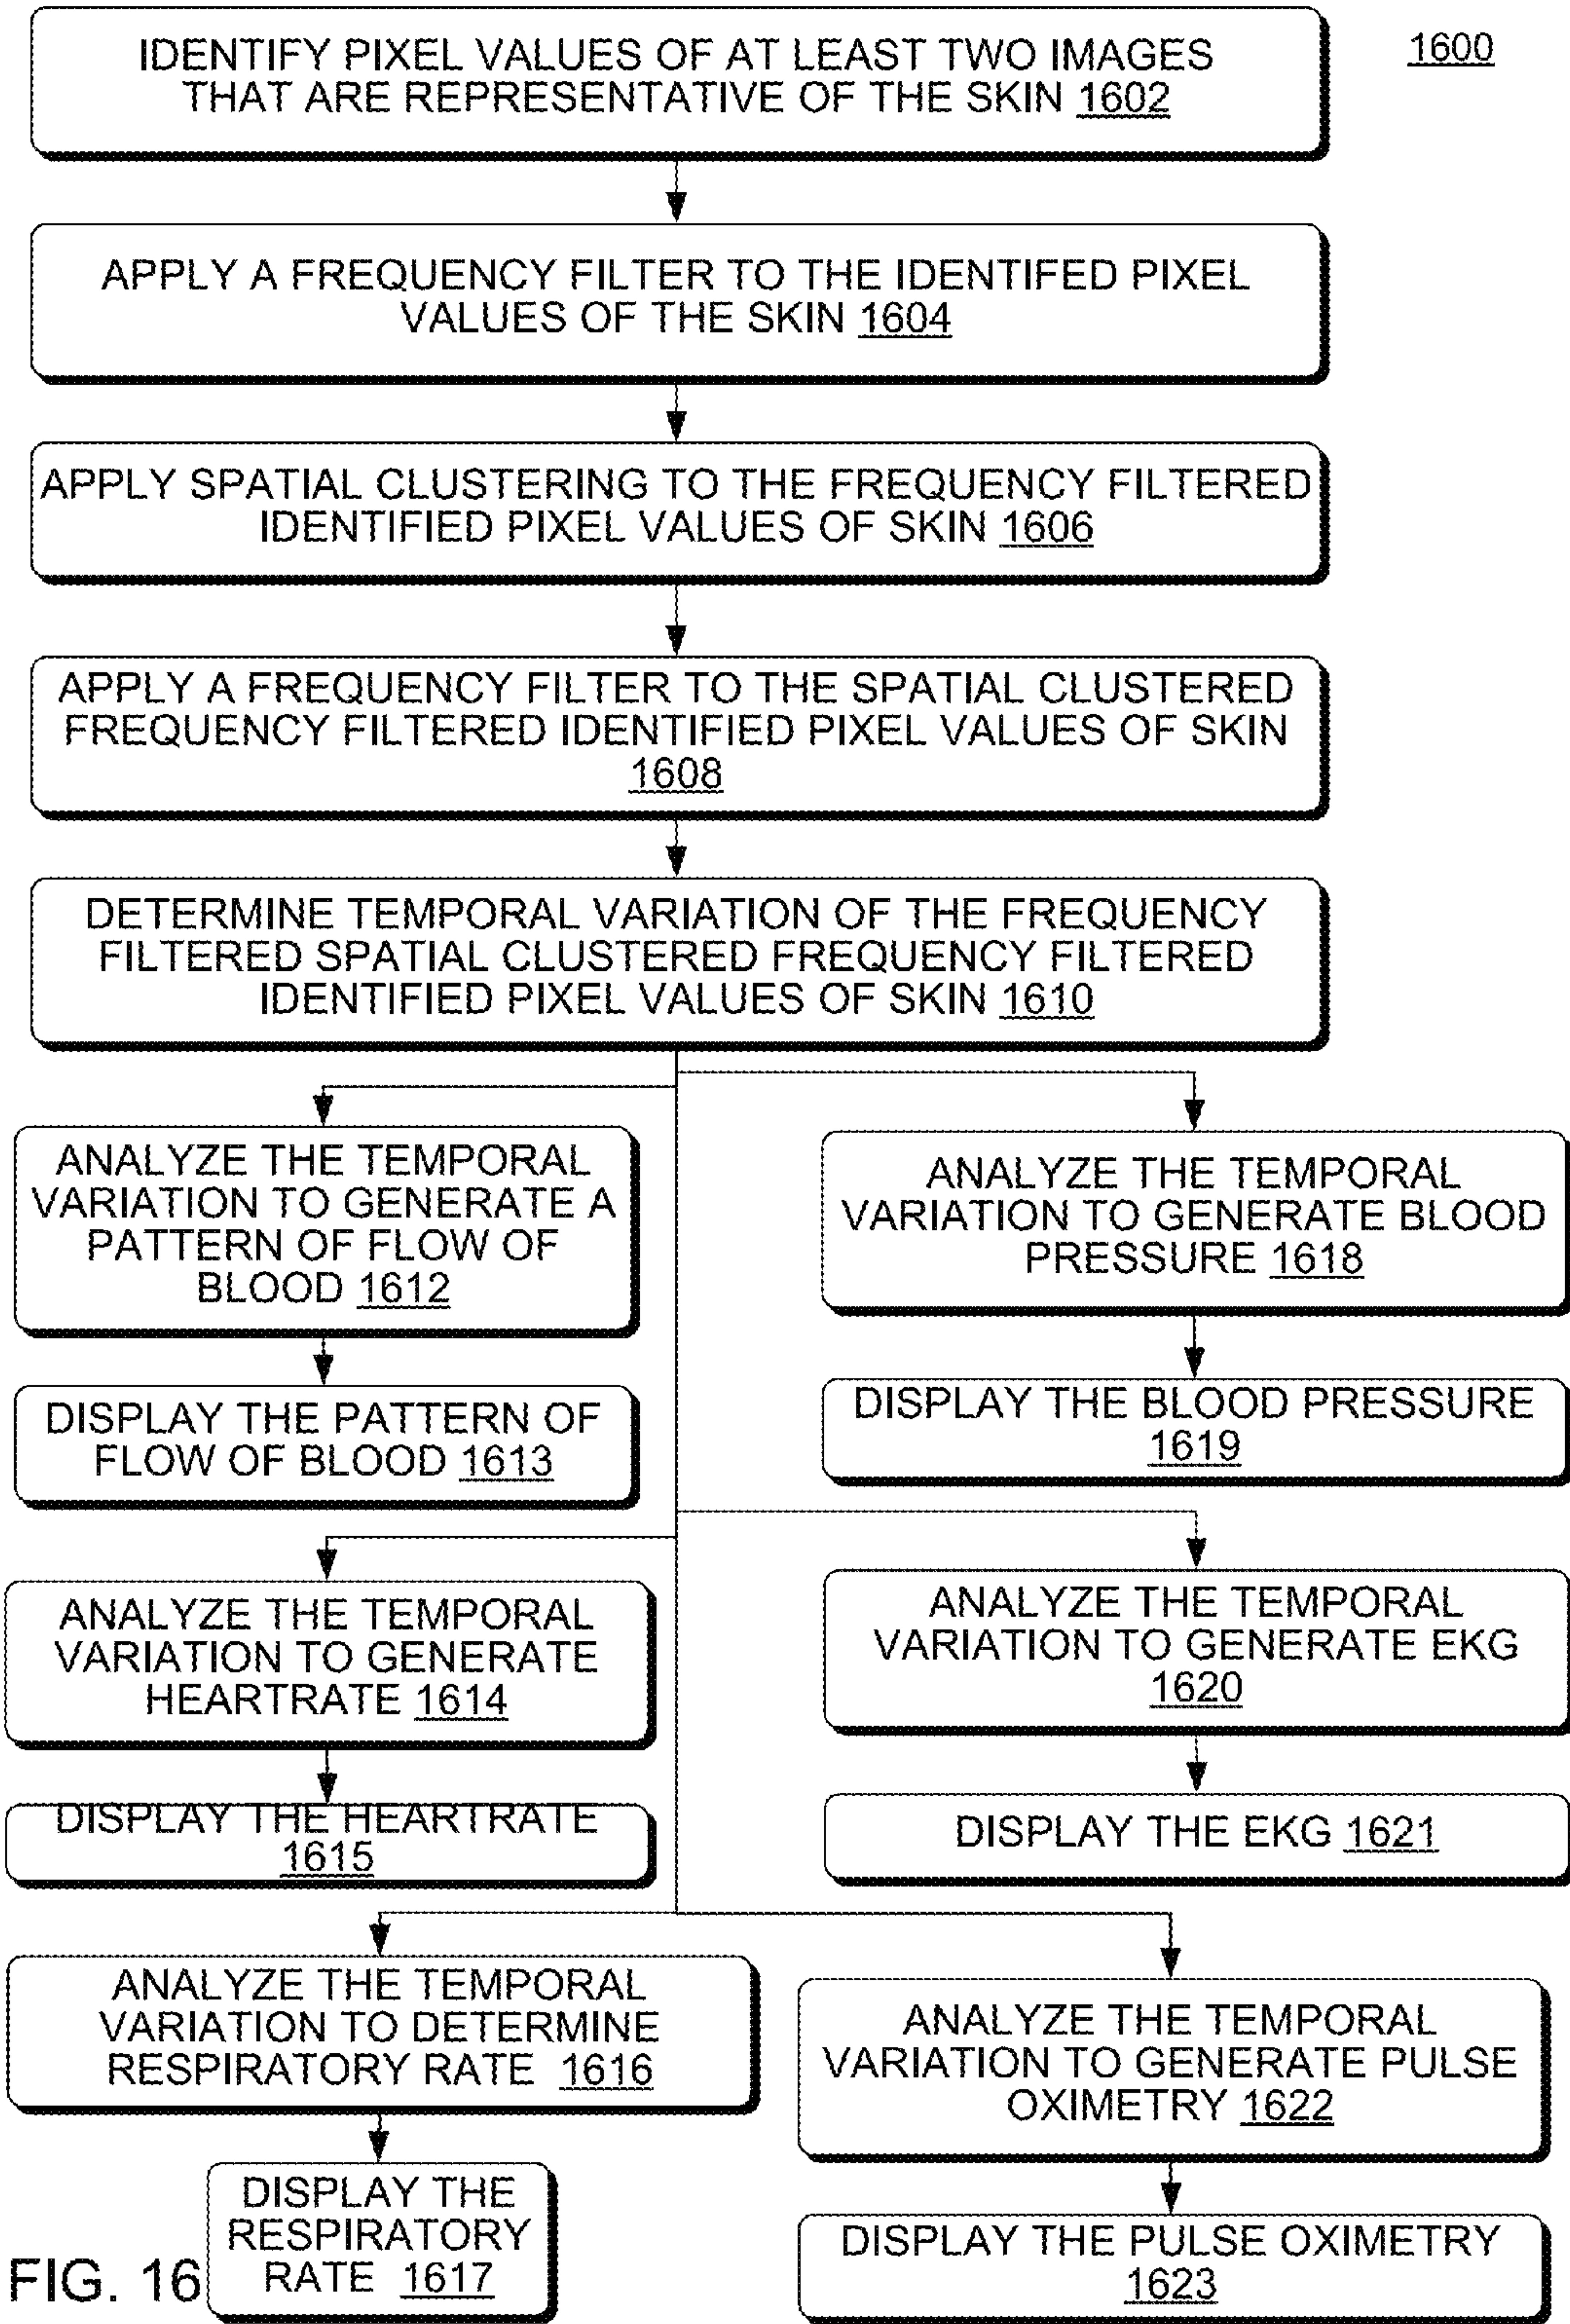 1600
IDENTIFY PIXEL VALUES OF AT LEAST TWO IMAGES
THAT ARE REPRESENTATIVE OF THE SKIN 1602
APPLY A FREQUENCY FILTER TO THE IDENTIFED PIXEL
VALUES OF THE SKIN 1604
APPLY SPATIAL CLUSTERING TO THE FREQUENCY FILTERED
IDENTIFIED PIXEL VALUES OF SKIN 1606
APPLY A FREQUENCY FILTER TO THE SPATIAL CLUSTERED
FREQUENCY FILTERED IDENTIFIED PIXEL VALUES OF SKIN
1608
DETERMINE TEMPORAL VARIATION OF THE FREQUENCY
FILTERED SPATIAL CLUSTERED FREQUENCY FILTERED
IDENTIFIED PIXEL VALUES OF SKIN 1610
ANALYZE THE TEMPORAL
VARIATION TO GENERATE A
PATTERN OF FLOW OF
BLOOD 1612
DISPLAY THE PATTERN OF
FLOW OF BLOOD 1613
ANALYZE THE TEMPORAL
VARIATION TO GENERATE BLOOD
PRESSURE 1618
DISPLAY THE BLOOD PRESSURE
1619
ANALYZE THE TEMPORAL
VARIATION TO GENERATE
HEARTRATE 1614
DISPLAY THE HEARTRATE
1615
ANALYZE THE TEMPORAL
VARIATION TO GENERATE EKG
1620
DISPLAY THE EKG 1621
ANALYZE THE TEMPORAL
VARIATION TO DETERMINE
RESPIRATORY RATE 1616
DISPLAY THE
RESPIRATORY
RATE 1617
ANALYZE THE TEMPORAL
VARIATION TO GENERATE PULSE
OXIMETRY 1622
DISPLAY THE PULSE OXIMETRY
1623
FIG. 16